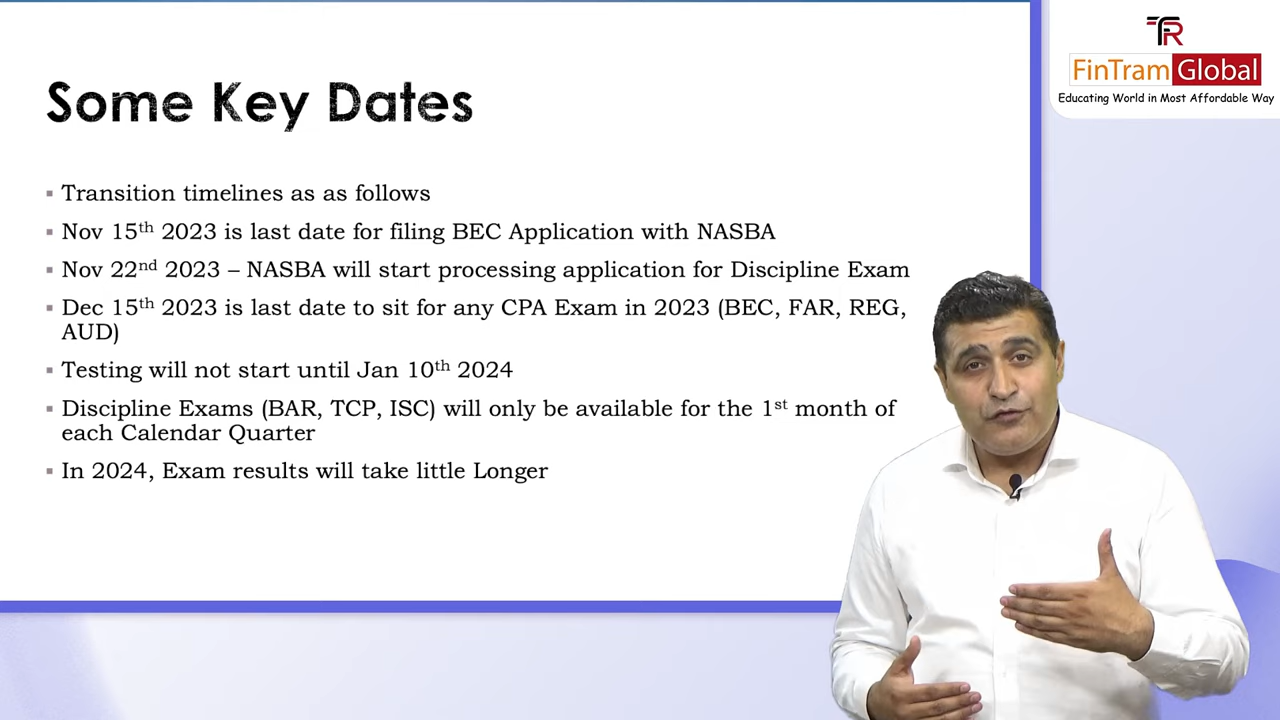 Some Key Dates
FinTram Global
Educating World in Most Affordable Way
▪ Transition timelines as as follows
▪ Nov 15th 2023 is last date for filing BEC Application with NASBA
▪ Nov 22nd 2023 – NASBA will start processing application for Discipline Exam
▪ Dec 15th 2023 is last date to sit for any CPA Exam in 2023 (BEC, FAR, REG,
AUD)
▪ Testing will not start until Jan 10th 2024
▪ Discipline Exams (BAR, TCP, ISC) will only be available for the 1st month of
each Calendar Quarter
▪ In 2024, Exam results will take little Longer